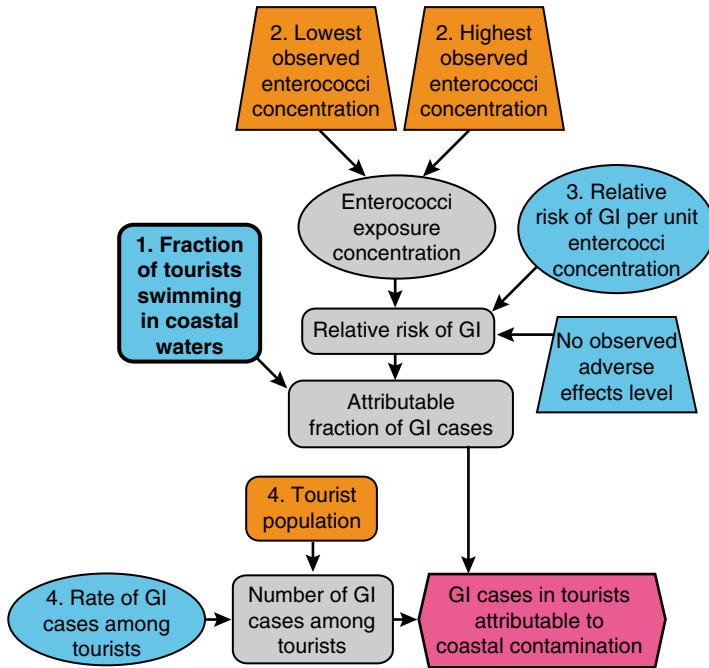 2. Lowest
observed
enterococci
concentration
2. Highest
observed
enterococci
concentration
Enterococci
exposure
concentration
3. Relative
risk of GI per unit
entercocci
concentration
1. Fraction
of tourists
swimming
in coastal
waters
Relative risk of GI
No observed
adverse
effects level
Attributable
fraction of GI cases
4. Tourist
population
4. Rate of GI
cases among
tourists
Number of GI
cases among
tourists
GI cases in tourists
attributable to
coastal contamination